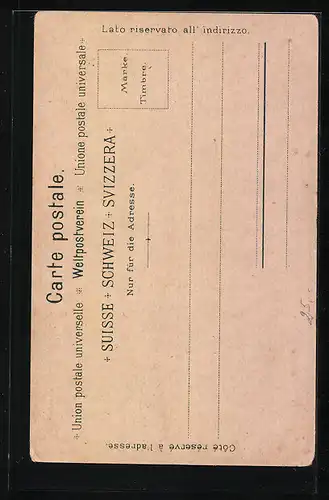 Carte postale.
Union postale universelle Weltpostverein Unione postale universale
SUISSE SCHWEIZ SVIZZERA
Nur für die Adresse.
Marke.
Timbre.
Lato riservato all' indirizzo.
Côté réservé à l'adresse.
25.-